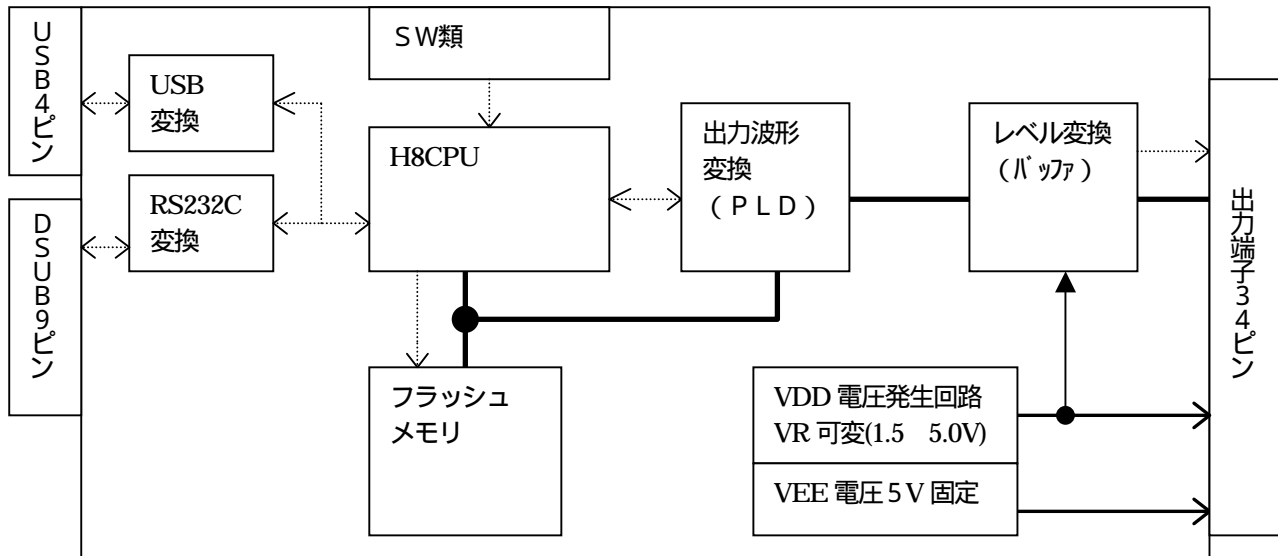 USB4ピン
DSUB9ピン
USB
変換
RS232C
変換
SW類
H8CPU
フラッシュ
メモリ
出力波形
変換
(PLD)
レベル変換
(ﾊﾞｯﾌｧ)
VDD 電圧発生回路
VR 可変(1.5　5.0V)
VEE 電圧5V 固定
出力端子34ピン